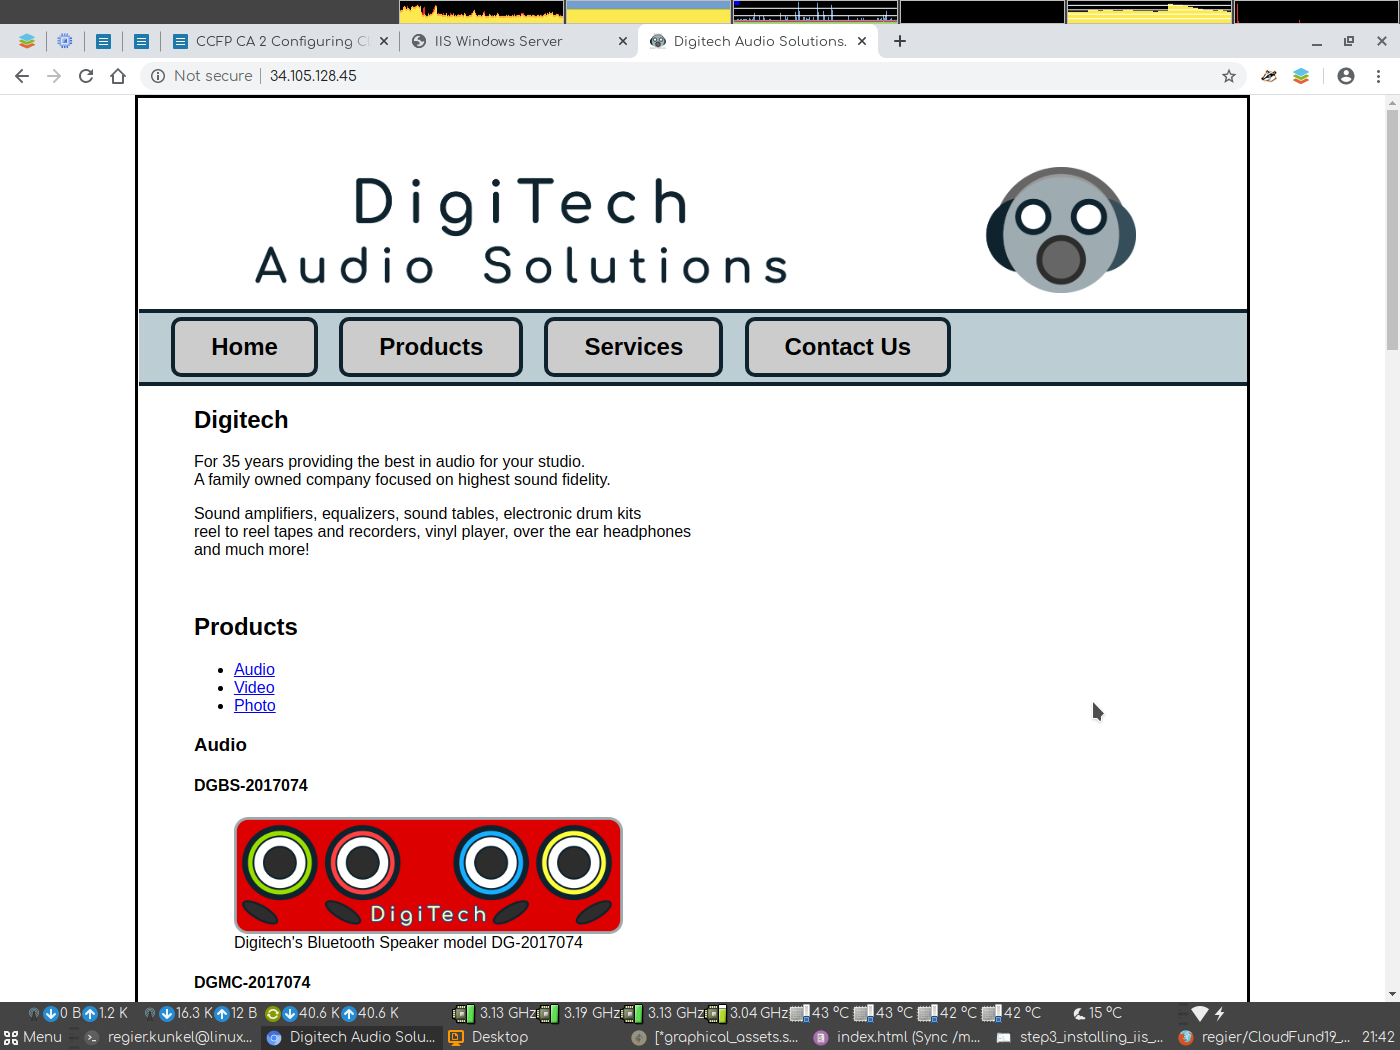 CCFP CA 2 Configuring Cl
IIS Windows Server
Digitech Audio Solutions.
Not secure
34.105.128.45
DigiTech
Audio Solutions
Home
Products
Services
Contact Us
Digitech
For 35 years providing the best in audio for your studio.
A family owned company focused on highest sound fidelity.
Sound amplifiers, equalizers, sound tables, electronic drum kits
reel to reel tapes and recorders, vinyl player, over the ear headphones
and much more!
Products
Audio
Video
Photo
Audio
DGBS-2017074
DigiTech
Digitech's Bluetooth Speaker model DG-2017074
DGMC-2017074
0 B 1.2 K 16.3 K 12 B 40.6 K 40.6 K 3.13 GHz 3.19 GHz 3.13 GHz 3.04 GHz 43 ºC 43 ºC 42 ºC 42 ºC 15 ºC
Menu regier.kunkel@linux... Digitech Audio Solu... Desktop [*graphical_assets.s... index.html (Sync /m... step3_installing_iis_... regier/CloudFund19_... 21:42